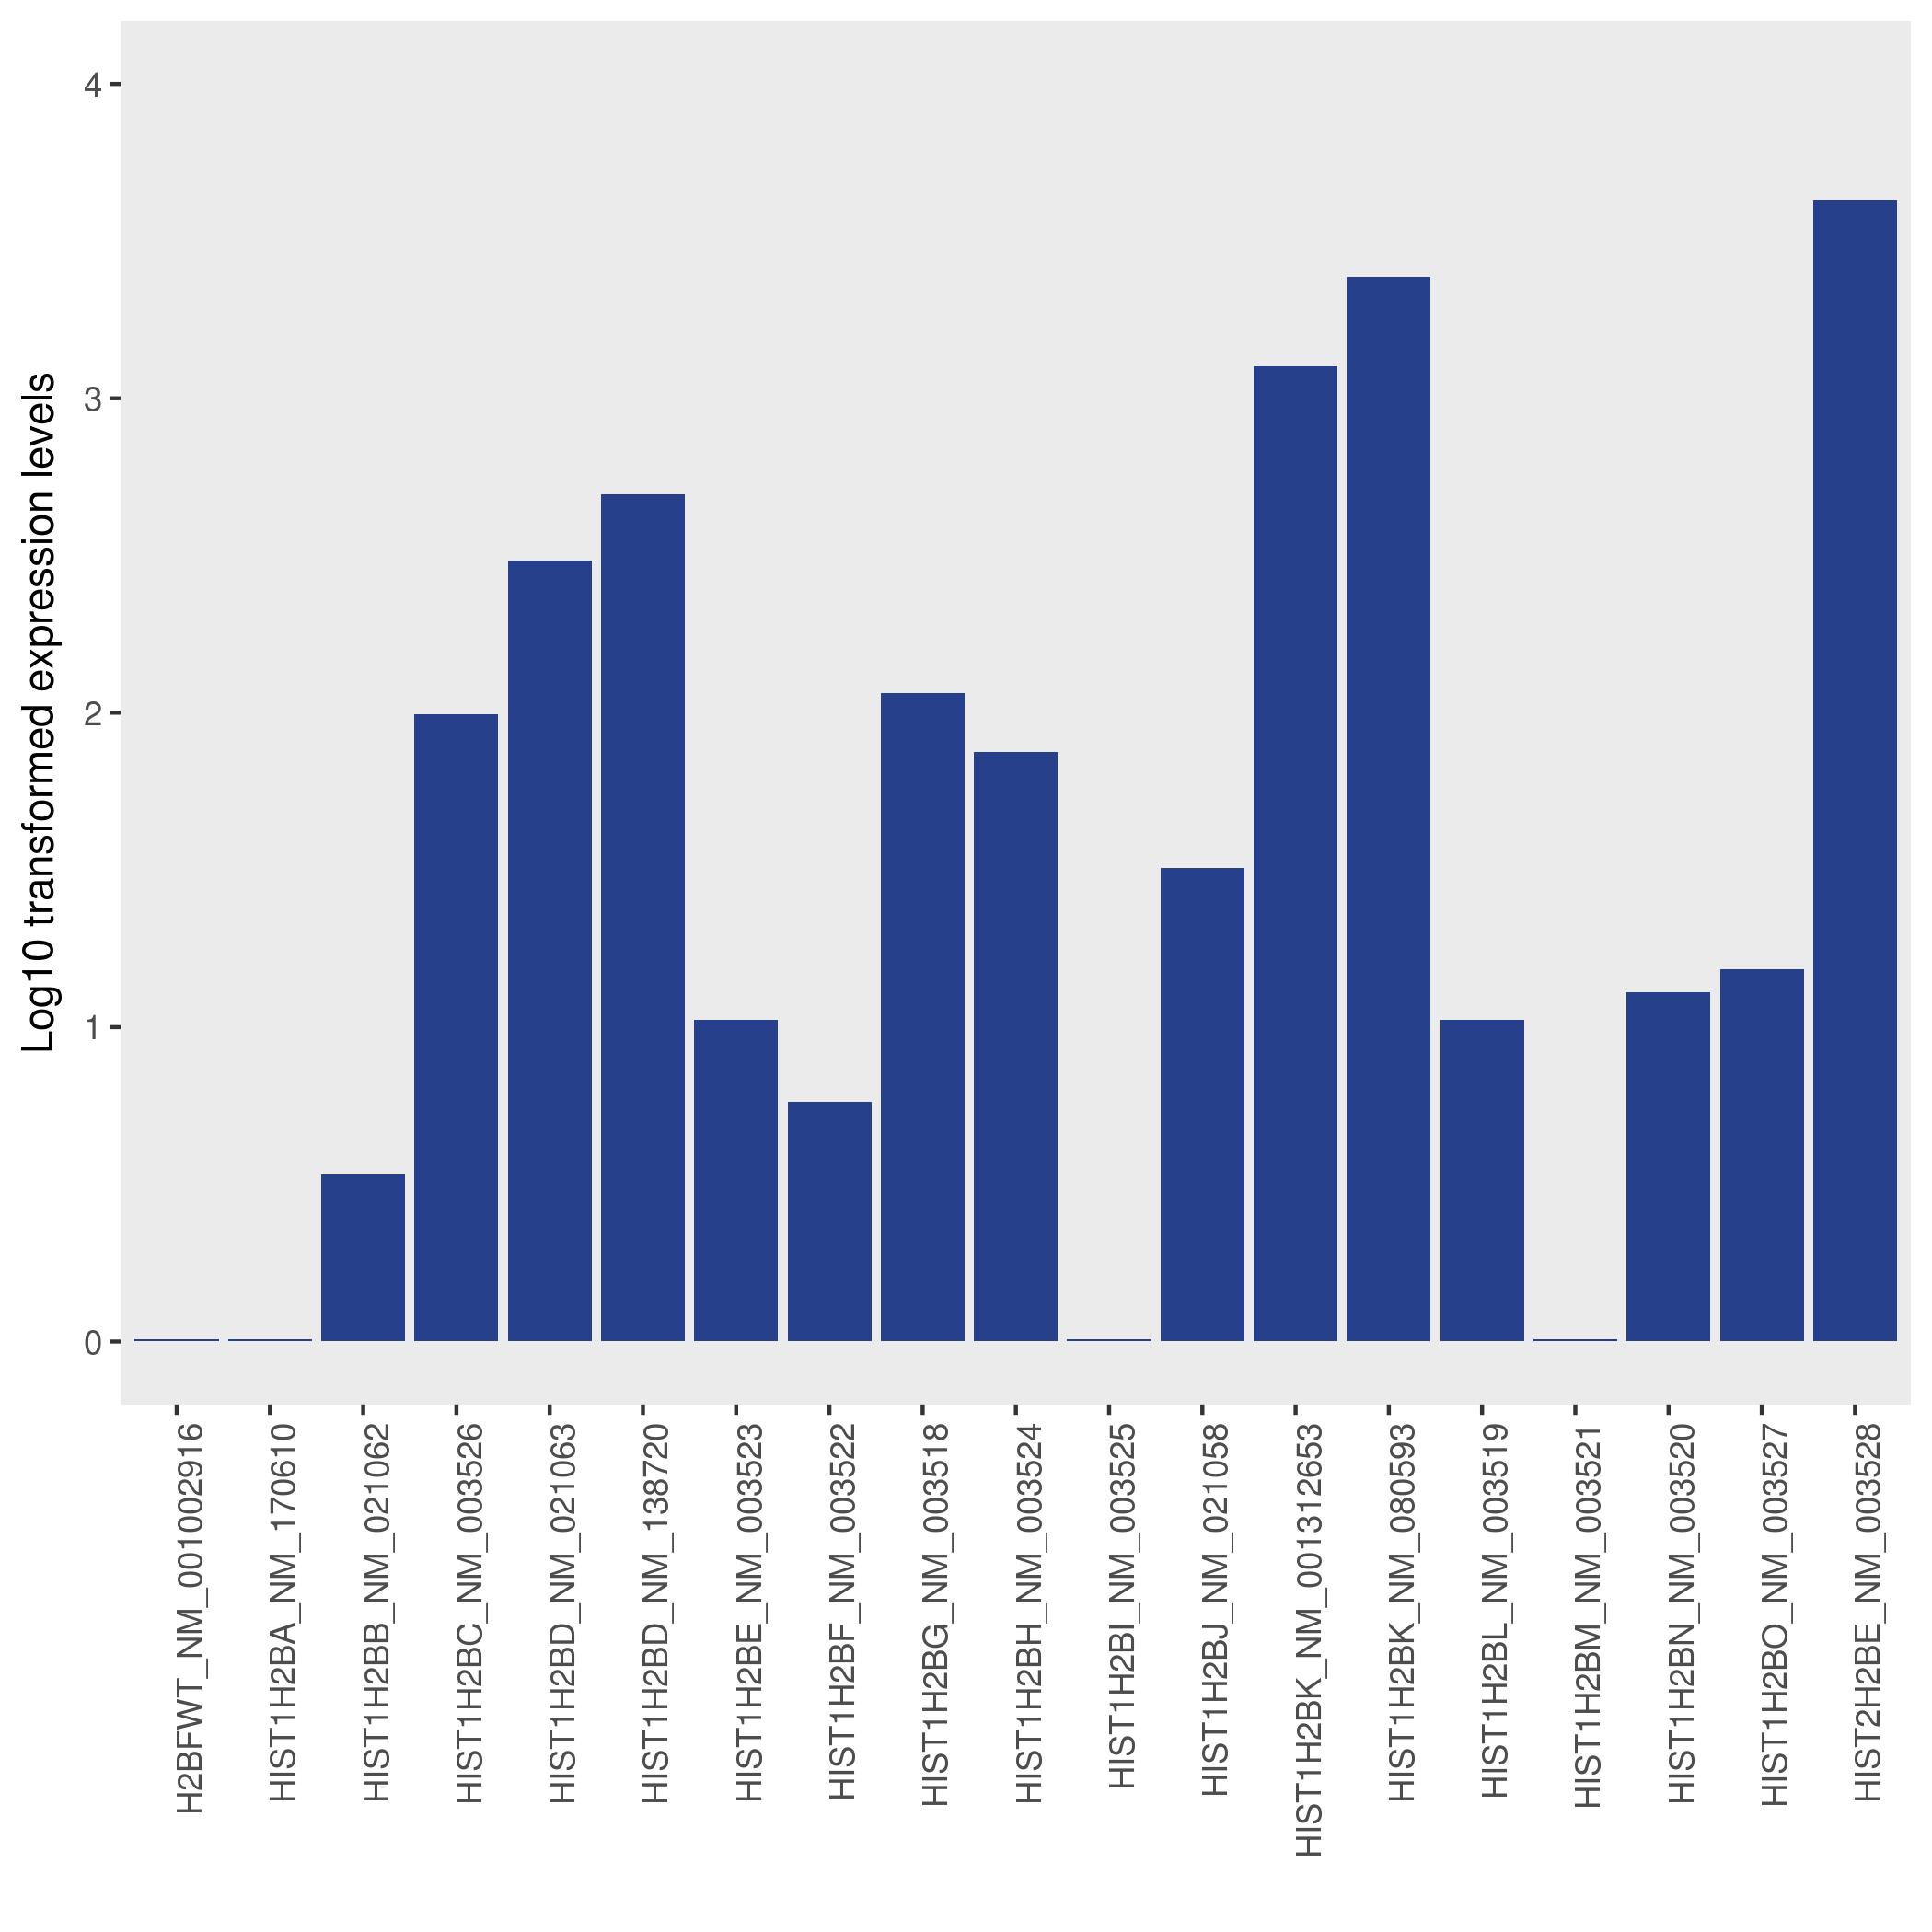 Log10 transformed expression levels
4
3
2
1
0
H2BFWT_NM_001002916
HIST1H2BA_NM_170610
HIST1H2BB_NM_021062
HIST1H2BC_NM_003526
HIST1H2BD_NM_021063
HIST1H2BD_NM_138720
HIST1H2BE_NM_003523
HIST1H2BF_NM_003522
HIST1H2BG_NM_003518
HIST1H2BH_NM_003524
HIST1H2BI_NM_003525
HIST1H2BJ_NM_021058
HIST1H2BK_NM_001312653
HIST1H2BK_NM_080593
HIST1H2BL_NM_003519
HIST1H2BM_NM_003521
HIST1H2BN_NM_003520
HIST1H2BO_NM_003527
HIST2H2BE_NM_003528